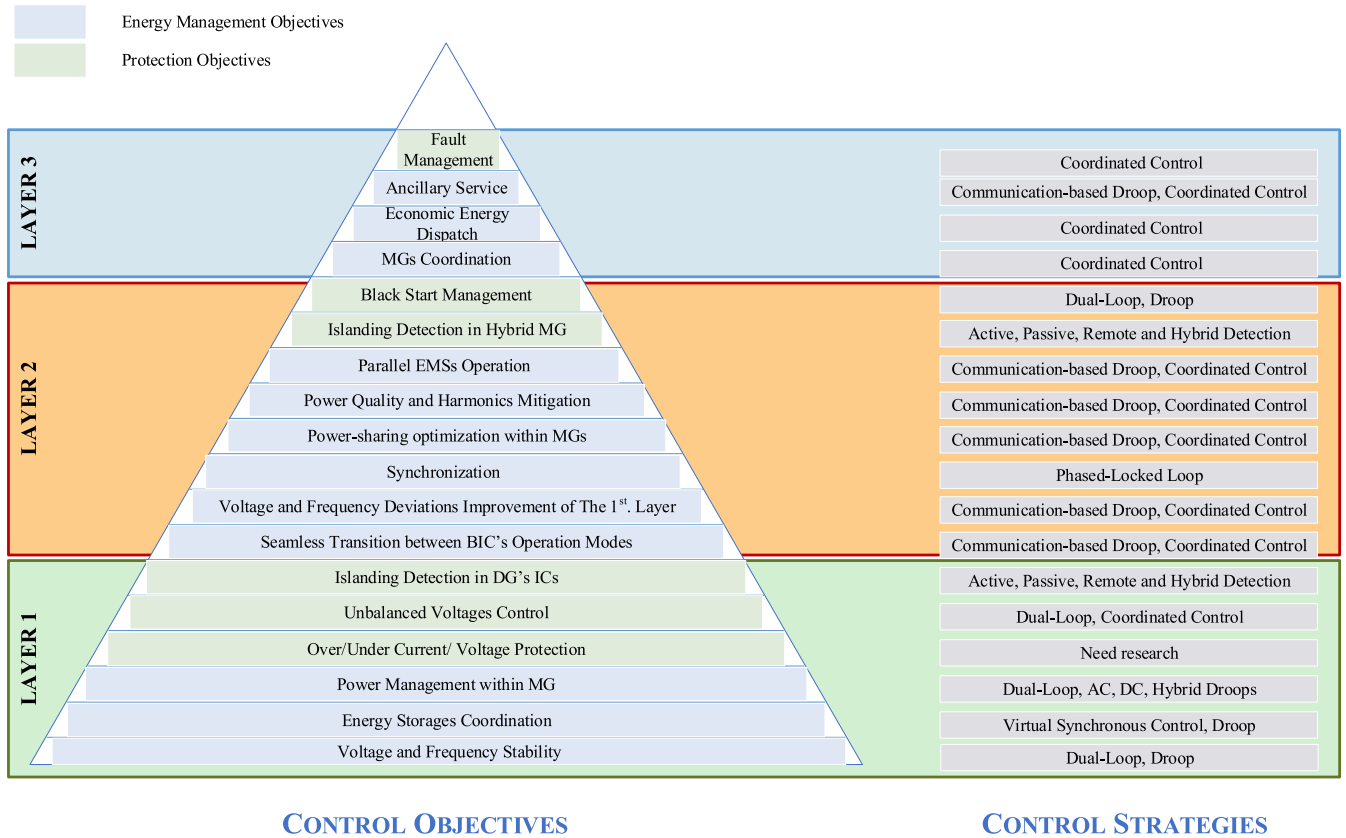 Energy Management Objectives
Protection Objectives
LAYER 3
Fault
Management
Coordinated Control
Ancillary Service
Communication-based Droop, Coordinated Control
Economic Energy
Dispatch
Coordinated Control
MGs Coordination
Coordinated Control
LAYER 2
Black Start Management
Dual-Loop, Droop
Islanding Detection in Hybrid MG
Active, Passive, Remote and Hybrid Detection
Parallel EMSs Operation
Communication-based Droop, Coordinated Control
Power Quality and Harmonics Mitigation
Communication-based Droop, Coordinated Control
Power-sharing optimization within MGs
Communication-based Droop, Coordinated Control
Synchronization
Phased-Locked Loop
Voltage and Frequency Deviations Improvement of The 1st. Layer
Communication-based Droop, Coordinated Control
Seamless Transition between BIC's Operation Modes
Communication-based Droop, Coordinated Control
LAYER 1
Islanding Detection in DG's ICs
Active, Passive, Remote and Hybrid Detection
Unbalanced Voltages Control
Dual-Loop, Coordinated Control
Over/Under Current/ Voltage Protection
Need research
Power Management within MG
Dual-Loop, AC, DC, Hybrid Droops
Energy Storages Coordination
Virtual Synchronous Control, Droop
Voltage and Frequency Stability
Dual-Loop, Droop
CONTROL OBJECTIVES
CONTROL STRATEGIES